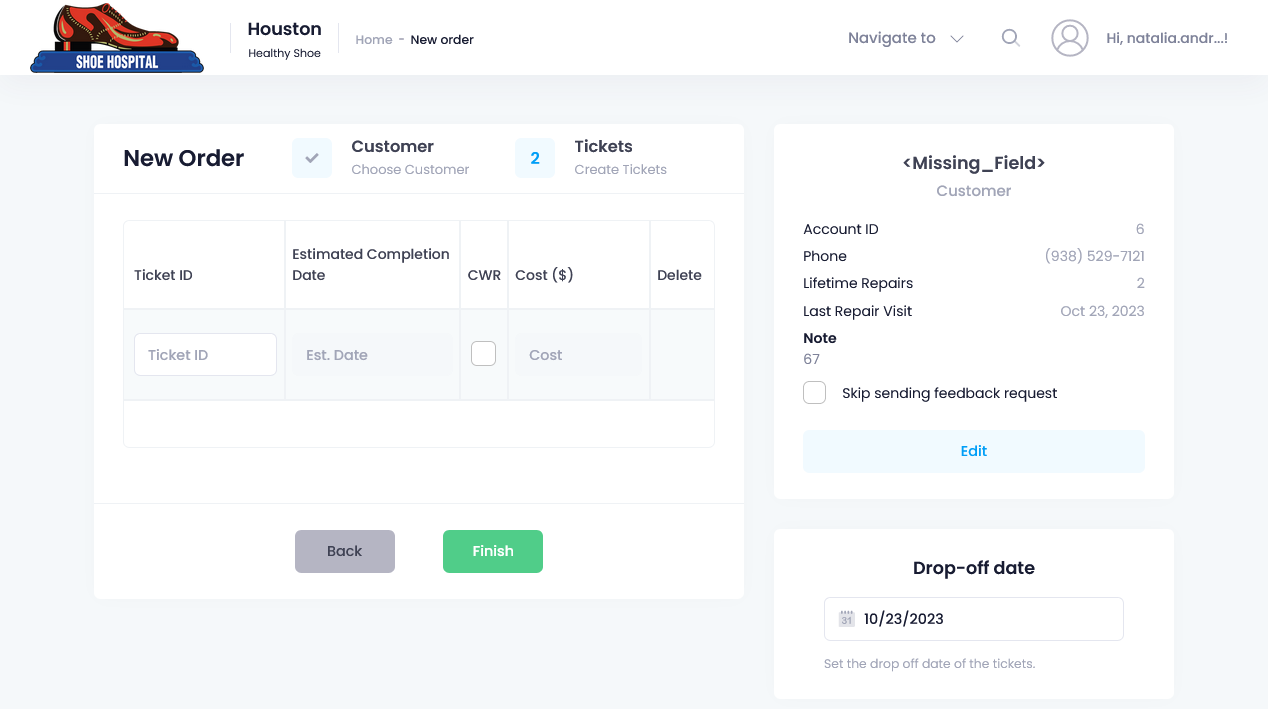 SHOE HOSPITAL
Houston
Healthy Shoe
Home - New order
Navigate to
Hi, natalia.andr...!
New Order
Customer
Choose Customer
2
Tickets
Create Tickets
Ticket ID
Estimated Completion
Date
CWR
Cost ($)
Delete
Ticket ID
Est. Date
Cost
Back
Finish
<Missing_Field>
Customer
Account ID 6
Phone (938) 529-7121
Lifetime Repairs 2
Last Repair Visit Oct 23, 2023
Note
67
Skip sending feedback request
Edit
Drop-off date
31
10/23/2023
Set the drop off date of the tickets.